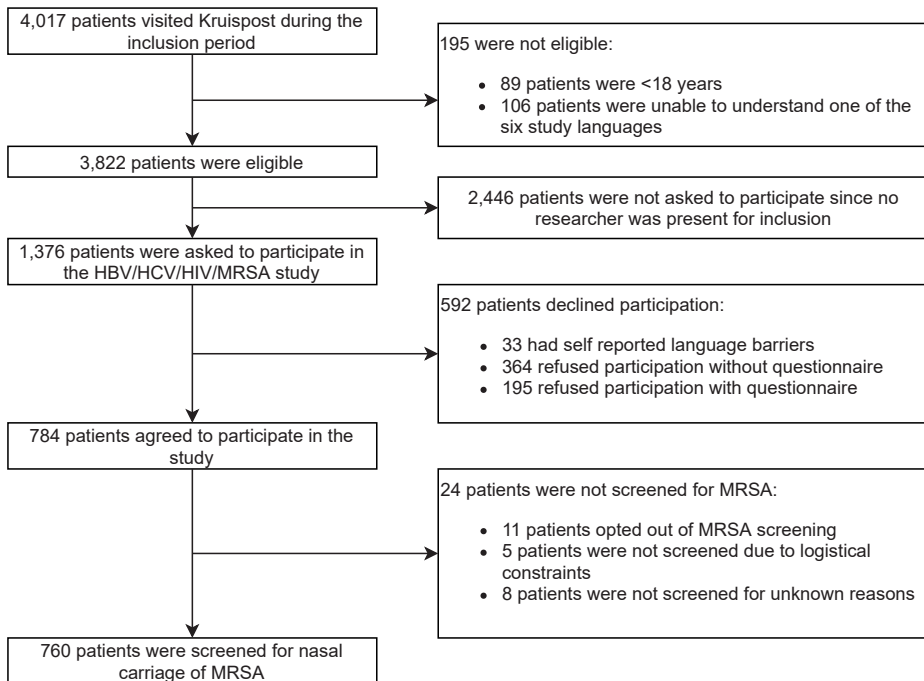 4,017 patients visited Kruispost during the
inclusion period
195 were not eligible:
• 89 patients were <18 years
• 106 patients were unable to understand one of the
six study languages
3,822 patients were eligible
2,446 patients were not asked to participate since no
researcher was present for inclusion
1,376 patients were asked to participate in
the HBV/HCV/HIV/MRSA study
592 patients declined participation:
• 33 had self reported language barriers
• 364 refused participation without questionnaire
• 195 refused participation with questionnaire
784 patients agreed to participate in the
study
24 patients were not screened for MRSA:
• 11 patients opted out of MRSA screening
• 5 patients were not screened due to logistical
constraints
• 8 patients were not screened for unknown reasons
760 patients were screened for nasal
carriage of MRSA